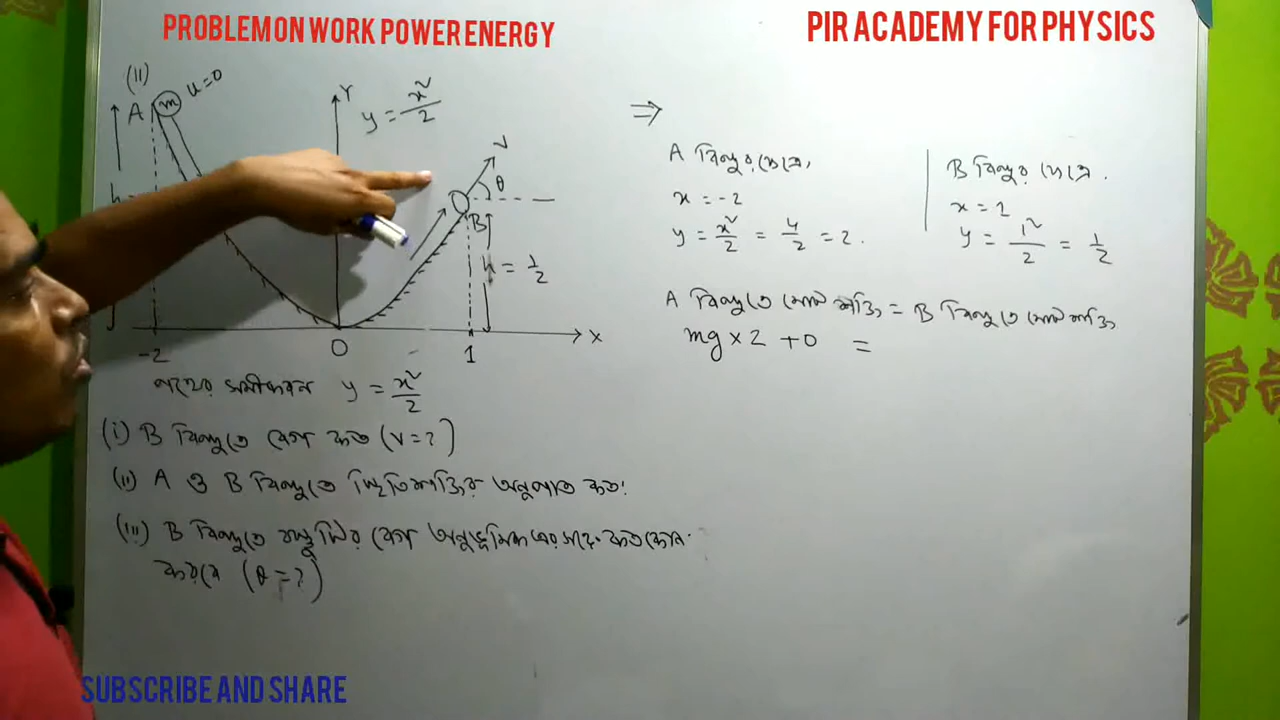 PROBLEM ON WORK POWER ENERGY
PIR ACADEMY FOR PHYSICS
(II)
A m u=0
Y
y = x²/2
v
θ
B
h
h = 1/2
-2 O 1 X
পথের সমীকরণ y = x²/2
(i) B বিন্দুতে বেগ কত (v=?)
(ii) A ও B বিন্দুতে স্থিতিশক্তির অনুপাত কত?
(iii) B বিন্দুতে বস্তুটির বেগ অনুভূমিক এর সঙ্গে কত কোন
করবে (θ=?)
⇒
A বিন্দুর ক্ষেত্রে,
x = -2
y = x²/2 = 4/2 = 2.
B বিন্দুর ক্ষেত্রে.
x = 1
y = 1²/2 = 1/2
A বিন্দুতে মোট শক্তি = B বিন্দুতে মোট শক্তি
mg×2 +0 =
SUBSCRIBE AND SHARE